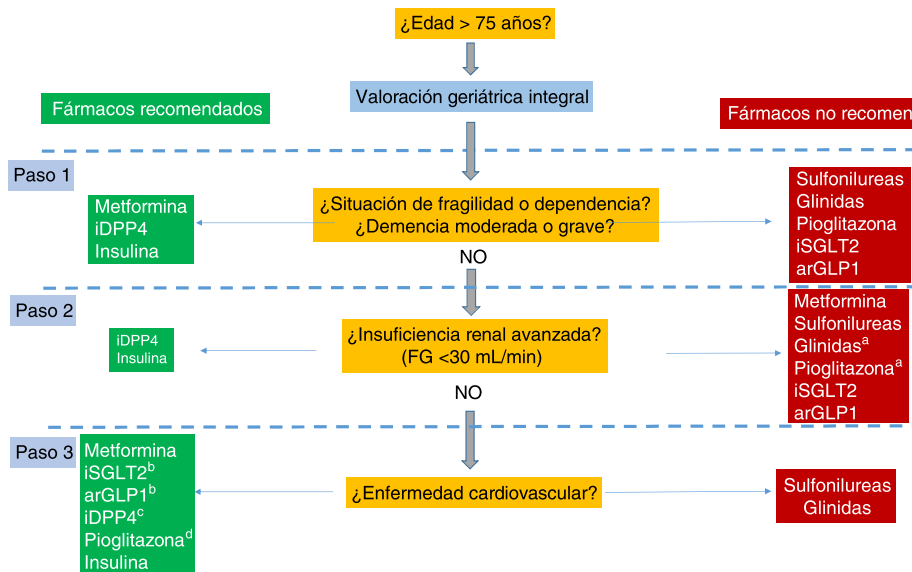 ¿Edad > 75 años?
Valoración geriátrica integral
Fármacos recomendados
Fármacos no recomen
Paso 1
Metformina
iDPP4
Insulina
¿Situación de fragilidad o dependencia?
¿Demencia moderada o grave?
NO
Sulfonilureas
Glinidas
Pioglitazona
iSGLT2
arGLP1
Paso 2
iDPP4
Insulina
¿Insuficiencia renal avanzada?
(FG <30 mL/min)
NO
Metformina
Sulfonilureas
Glinidasᵃ
Pioglitazonaᵃ
iSGLT2
arGLP1
Paso 3
Metformina
iSGLT2ᵇ
arGLP1ᵇ
iDPP4ᶜ
Pioglitazonaᵈ
Insulina
¿Enfermedad cardiovascular?
Sulfonilureas
Glinidas